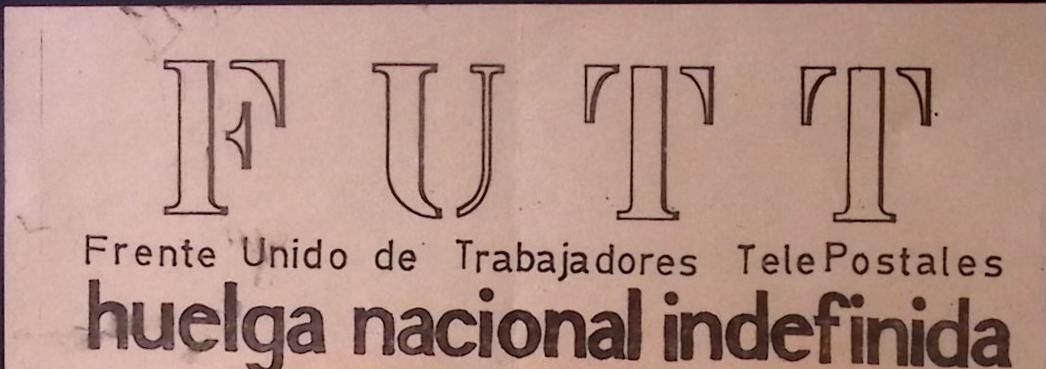 F U T T
Frente Unido de Trabajadores TelePostales
huelga nacional indefinida